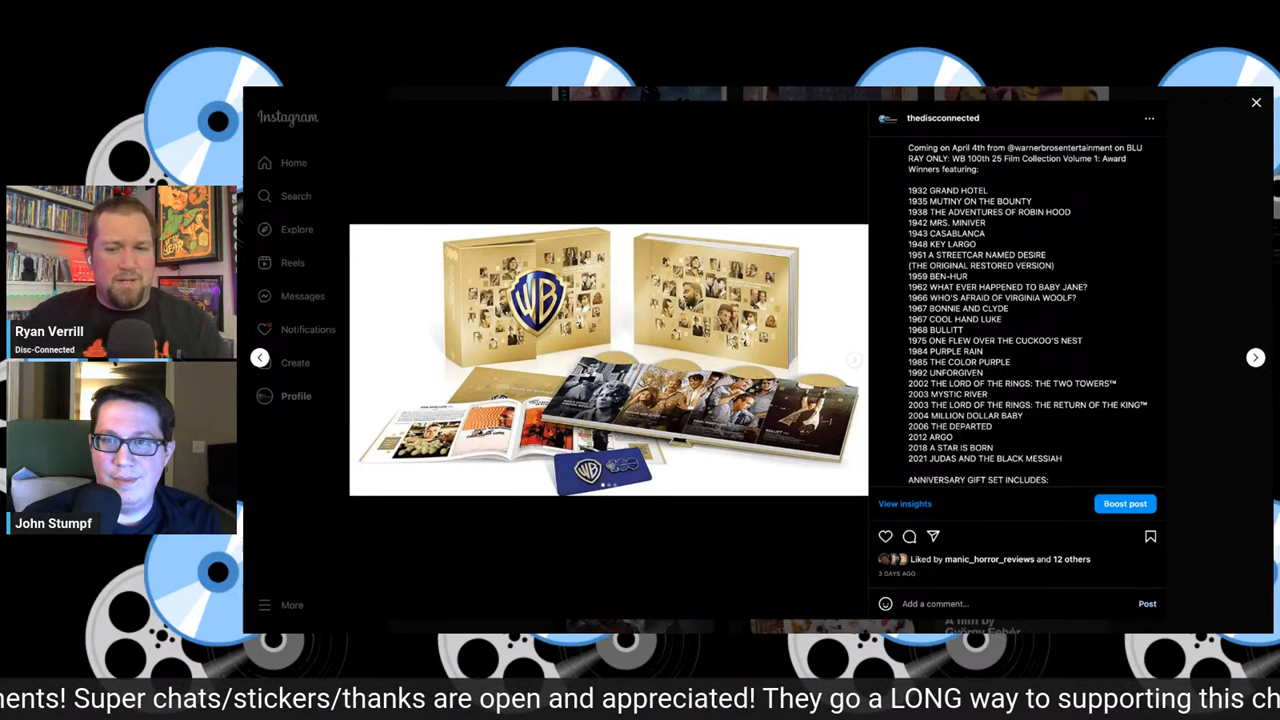 Instagram
Home
Search
Explore
Reels
Messages
Notifications
Create
Profile
More
WB
WB
thediscconnected
Coming on April 4th from @warnerbrosentertainment on BLU
RAY ONLY: WB 100th 25 Film Collection Volume 1: Award
Winners featuring:
1932 GRAND HOTEL
1935 MUTINY ON THE BOUNTY
1938 THE ADVENTURES OF ROBIN HOOD
1942 MRS. MINIVER
1943 CASABLANCA
1948 KEY LARGO
1951 A STREETCAR NAMED DESIRE
(THE ORIGINAL RESTORED VERSION)
1959 BEN-HUR
1962 WHAT EVER HAPPENED TO BABY JANE?
1966 WHO'S AFRAID OF VIRGINIA WOOLF?
1967 BONNIE AND CLYDE
1967 COOL HAND LUKE
1968 BULLITT
1975 ONE FLEW OVER THE CUCKOO'S NEST
1984 PURPLE RAIN
1985 THE COLOR PURPLE
1992 UNFORGIVEN
2002 THE LORD OF THE RINGS: THE TWO TOWERS™
2003 MYSTIC RIVER
2003 THE LORD OF THE RINGS: THE RETURN OF THE KING™
2004 MILLION DOLLAR BABY
2006 THE DEPARTED
2012 ARGO
2018 A STAR IS BORN
2021 JUDAS AND THE BLACK MESSIAH
ANNIVERSARY GIFT SET INCLUDES:
View insights
Boost post
Liked by manic_horror_reviews and 12 others
3 DAYS AGO
Add a comment...
Post
A film by
György Fehér
Ryan Verrill
Disc-Connected
John Stumpf
nents! Super chats/stickers/thanks are open and appreciated! They go a LONG way to supporting this ch